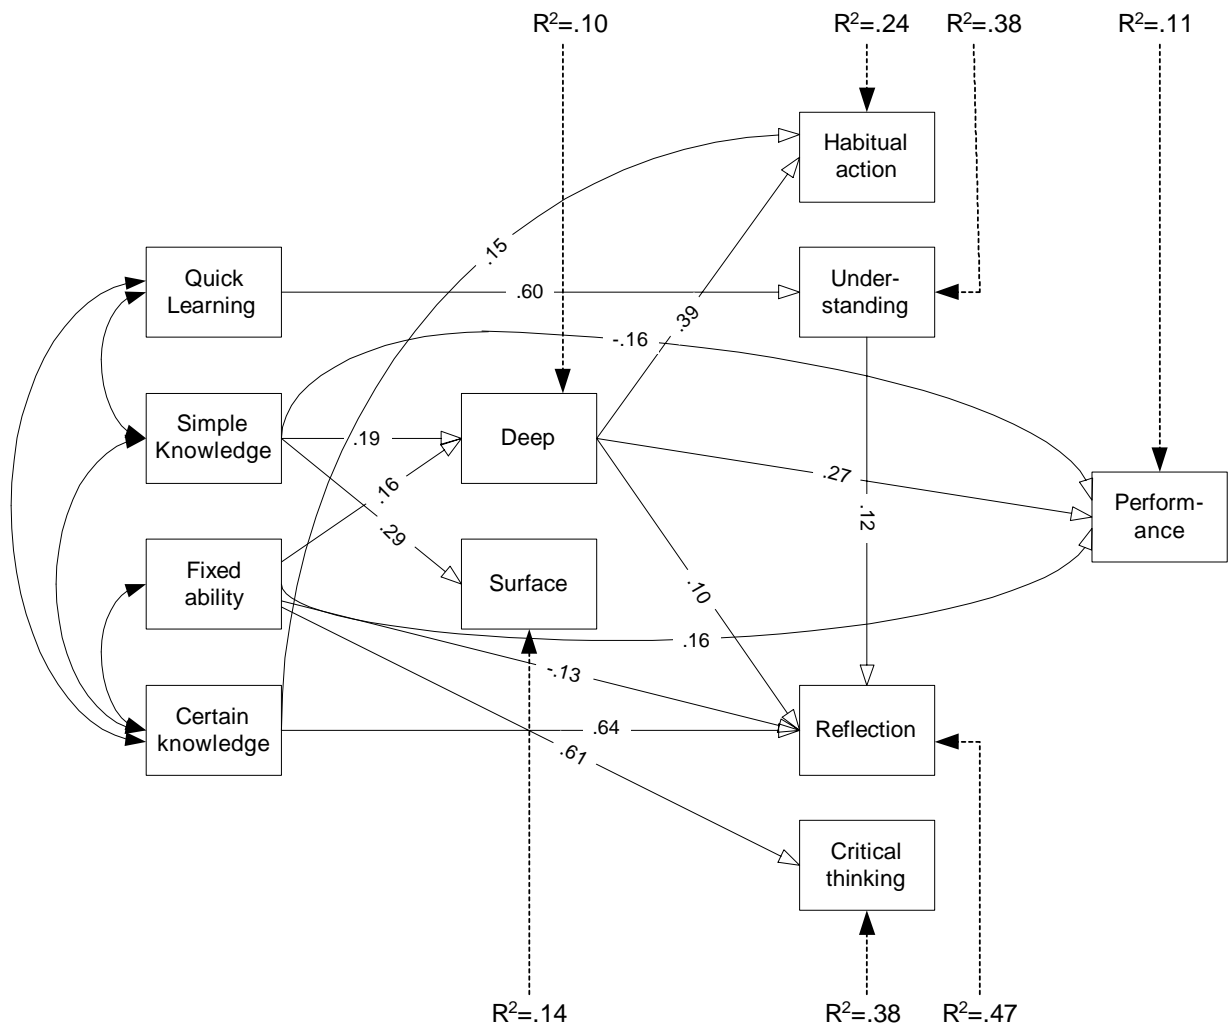 R²=.10
R²=.24
R²=.38
R²=.11
Habitual
action
.15
Quick
Learning
.60
Under-
standing
.39
-.16
Simple
Knowledge
.19
Deep
.27
.16
.29
.12
Perform-
ance
Fixed
ability
Surface
.10
.16
-.13
Certain
knowledge
.64
Reflection
.61
Critical
thinking
R²=.14
R²=.38
R²=.47